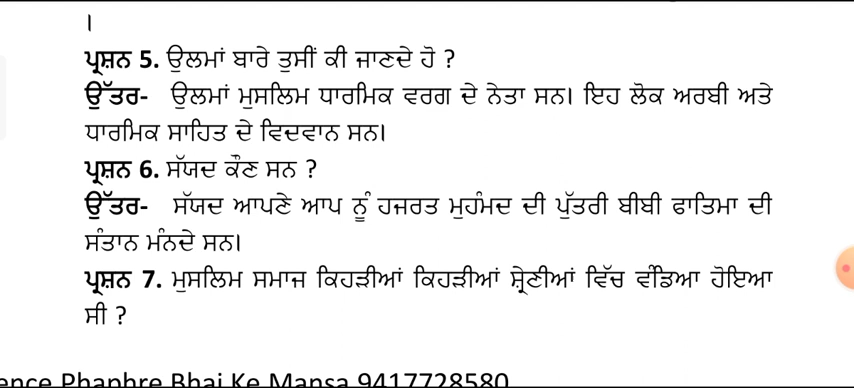 ।
ਪ੍ਰਸ਼ਨ 5. ਉਲਮਾਂ ਬਾਰੇ ਤੁਸੀਂ ਕੀ ਜਾਣਦੇ ਹੋ ?
ਉੱਤਰ- ਉਲਮਾਂ ਮੁਸਲਿਮ ਧਾਰਮਿਕ ਵਰਗ ਦੇ ਨੇਤਾ ਸਨ। ਇਹ ਲੋਕ ਅਰਬੀ ਅਤੇ
ਧਾਰਮਿਕ ਸਾਹਿਤ ਦੇ ਵਿਦਵਾਨ ਸਨ।
ਪ੍ਰਸ਼ਨ 6. ਸੱਯਦ ਕੌਣ ਸਨ ?
ਉੱਤਰ- ਸੱਯਦ ਆਪਣੇ ਆਪ ਨੂੰ ਹਜਰਤ ਮੁਹੰਮਦ ਦੀ ਪੁੱਤਰੀ ਬੀਬੀ ਫਾਤਿਮਾ ਦੀ
ਸੰਤਾਨ ਮੰਨਦੇ ਸਨ।
ਪ੍ਰਸ਼ਨ 7. ਮੁਸਲਿਮ ਸਮਾਜ ਕਿਹੜੀਆਂ ਕਿਹੜੀਆਂ ਸ਼੍ਰੇਣੀਆਂ ਵਿੱਚ ਵੰਡਿਆ ਹੋਇਆ
ਸੀ ?
ence Phaphre Bhai Ke Mansa 9417728580